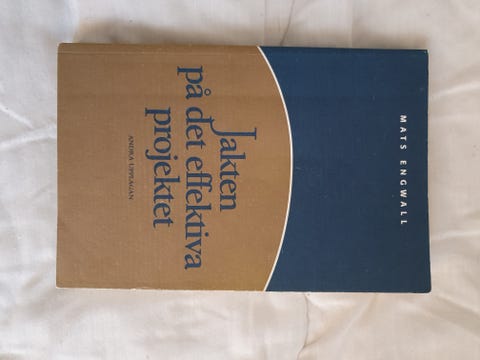 MATS ENGWALL
Jakten
på det effektiva
projektet
ANDRA UPPLAGAN